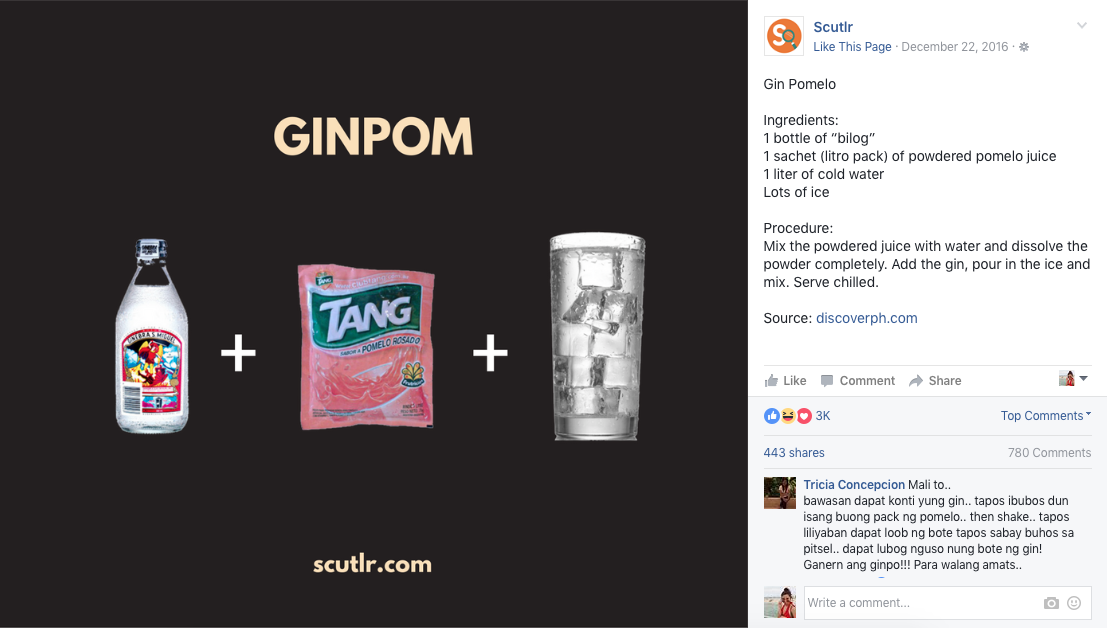 GINPOM
GINEBRA S. MIGUEL
TANG
TANG
SABOR A POMELO ROSADO
scutlr.com
Scutlr
Like This Page · December 22, 2016 ·
Gin Pomelo
Ingredients:
1 bottle of “bilog”
1 sachet (litro pack) of powdered pomelo juice
1 liter of cold water
Lots of ice
Procedure:
Mix the powdered juice with water and dissolve the
powder completely. Add the gin, pour in the ice and
mix. Serve chilled.
Source: discoverph.com
Like Comment Share
3K Top Comments
443 shares 780 Comments
Tricia Concepcion Mali to..
bawasan dapat konti yung gin.. tapos ibubos dun
isang buong pack ng pomelo.. then shake.. tapos
liliyaban dapat loob ng bote tapos sabay buhos sa
pitsel.. dapat lubog nguso nung bote ng gin!
Ganern ang ginpo!!! Para walang amats..
Write a comment...